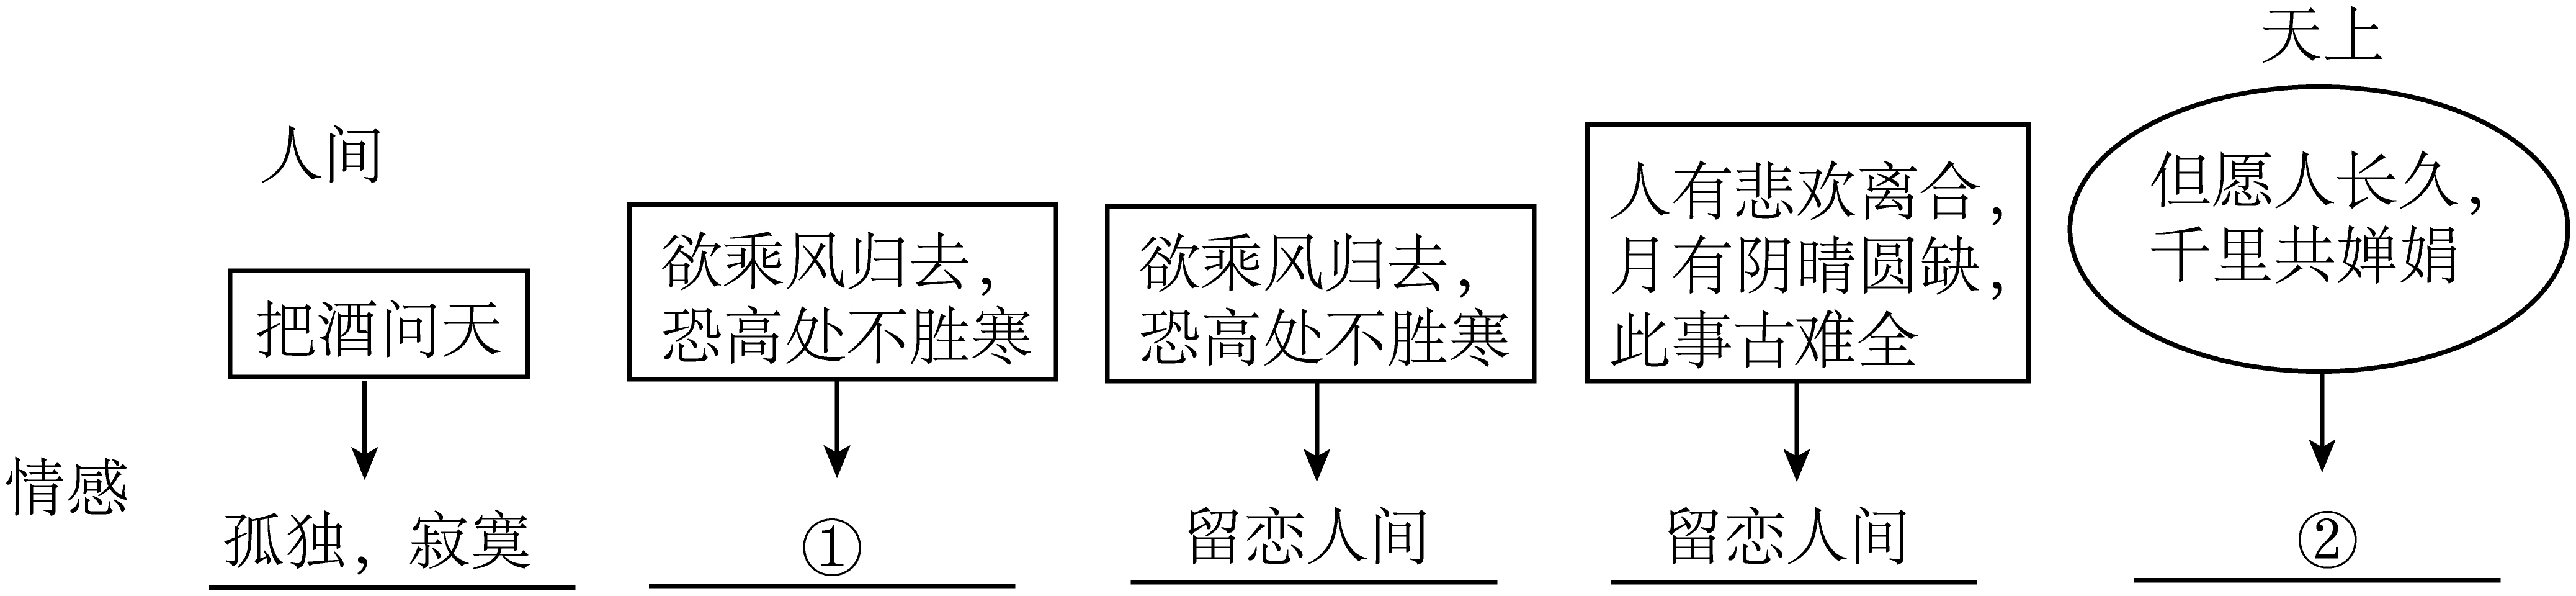 天上
人间
把酒问天
欲乘风归去，
恐高处不胜寒
欲乘风归去，
恐高处不胜寒
人有悲欢离合，
月有阴晴圆缺，
此事古难全
但愿人长久，
千里共婵娟
情感
孤独，寂寞
①
留恋人间
留恋人间
②